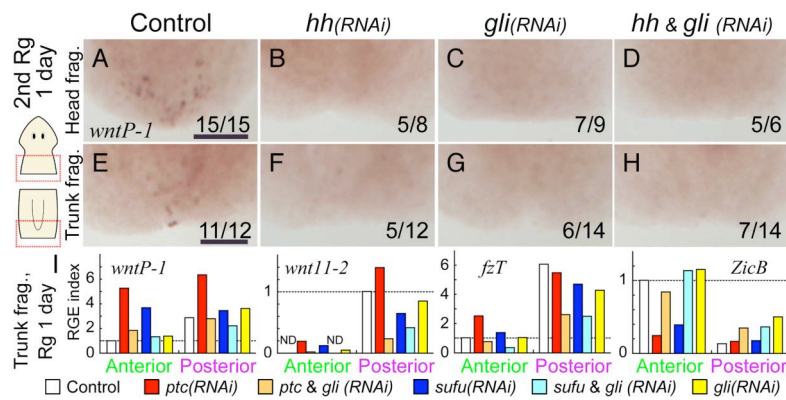 Control hh(RNAi) gli(RNAi) hh & gli (RNAi)
2nd Rg
1 day
Head frag.
A B C D
wntP-1 15/15 5/8 7/9 5/6
Trunk frag.
E F G H
11/12 5/12 6/14 7/14
Trunk frag.,
Rg 1 day
I
RGE index
wntP-1 wnt11-2 fzT ZicB
6
4
2
1
0
1
0
ND ND
6
4
2
1
0
1
0
Anterior Posterior Anterior Posterior Anterior Posterior Anterior Posterior
Control ptc(RNAi) ptc & gli (RNAi) sufu(RNAi) sufu & gli (RNAi) gli(RNAi)